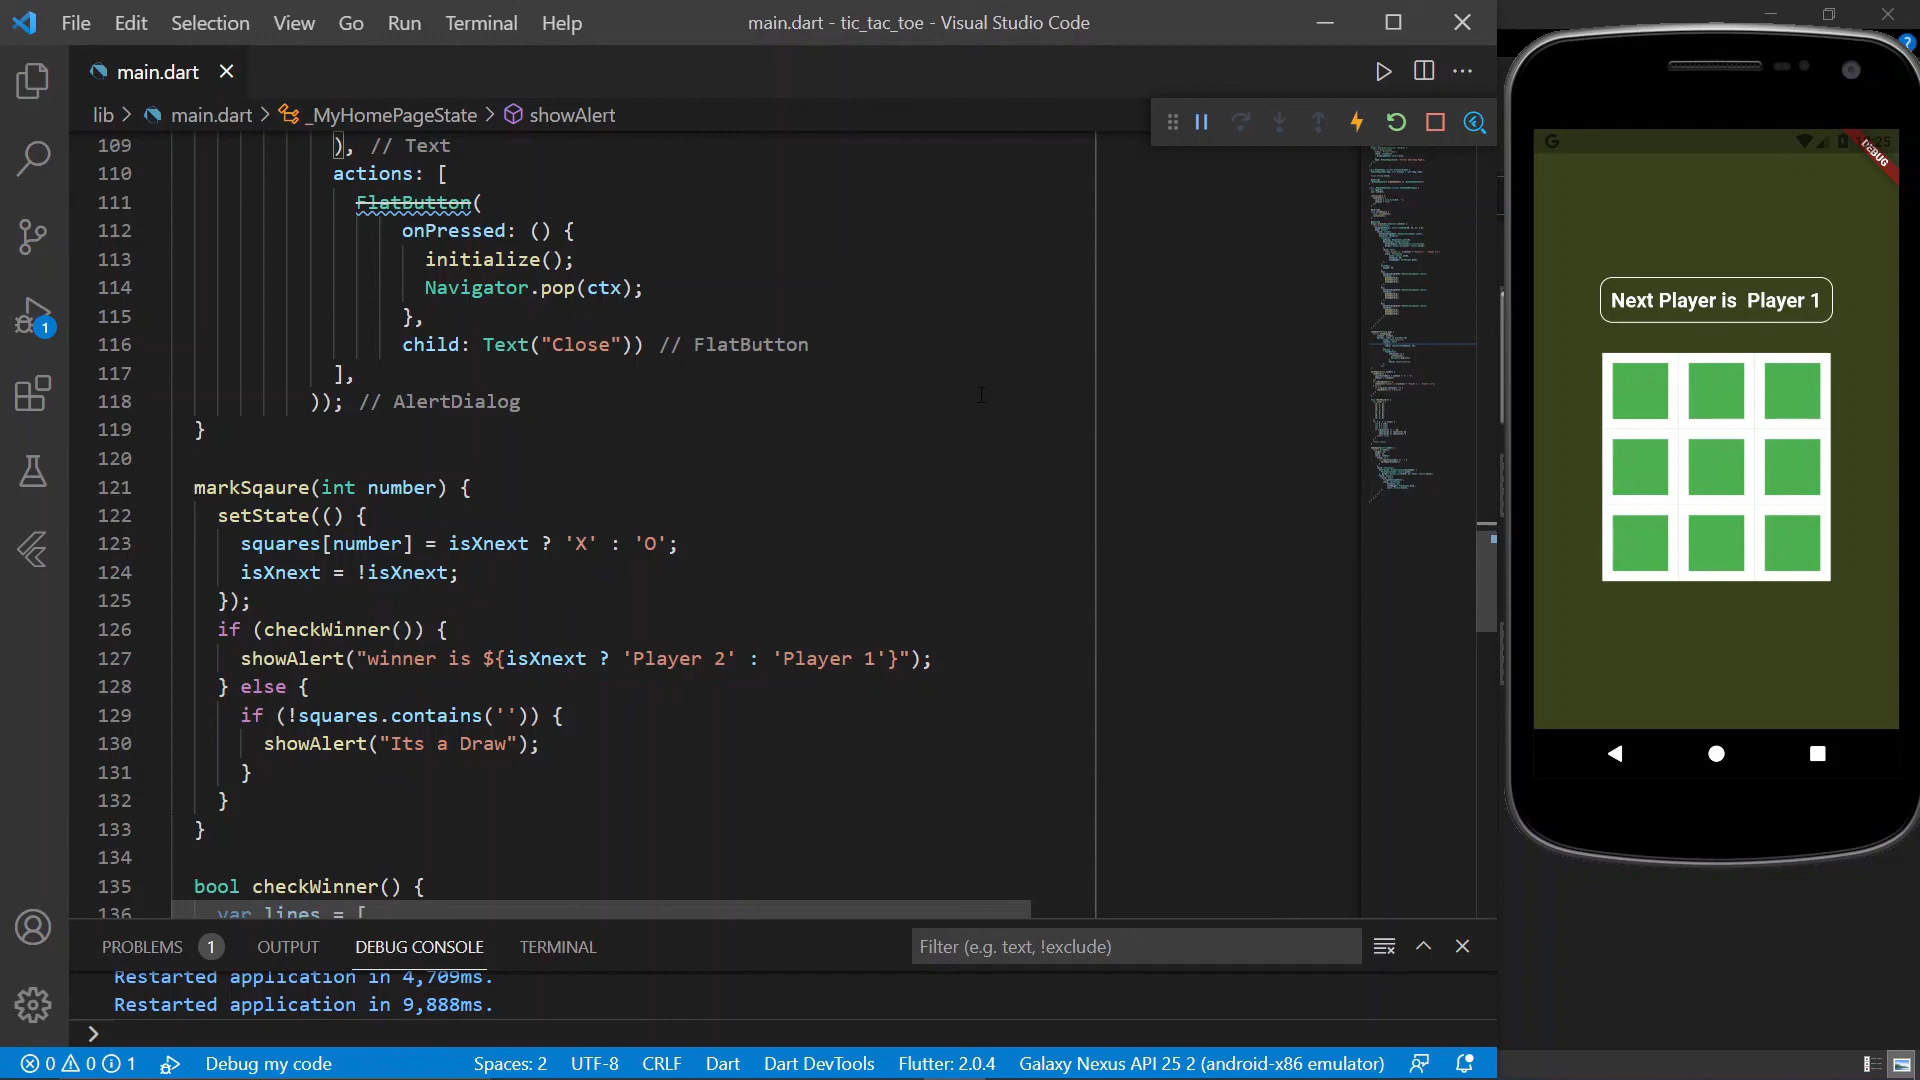 File Edit Selection View Go Run Terminal Help
main.dart - tic_tac_toe - Visual Studio Code
main.dart
lib > main.dart > _MyHomePageState > showAlert
109 ), // Text
110 actions: [
111 FlatButton(
112 onPressed: () {
113 initialize();
114 Navigator.pop(ctx);
115 },
116 child: Text("Close")) // FlatButton
117 ],
118 )); // AlertDialog
119 }
120
121 markSqaure(int number) {
122 setState(() {
123 squares[number] = isXnext ? 'X' : 'O';
124 isXnext = !isXnext;
125 });
126 if (checkWinner()) {
127 showAlert("winner is ${isXnext ? 'Player 2' : 'Player 1'}");
128 } else {
129 if (!squares.contains('')) {
130 showAlert("Its a Draw");
131 }
132 }
133 }
134
135 bool checkWinner() {
136 var lines = [
PROBLEMS 1 OUTPUT DEBUG CONSOLE TERMINAL
Filter (e.g. text, !exclude)
Restarted application in 4,709ms.
Restarted application in 9,888ms.
>
0 0 1 Debug my code
Spaces: 2 UTF-8 CRLF Dart Dart DevTools Flutter: 2.0.4 Galaxy Nexus API 25 2 (android-x86 emulator)
1
DEBUG
Next Player is Player 1